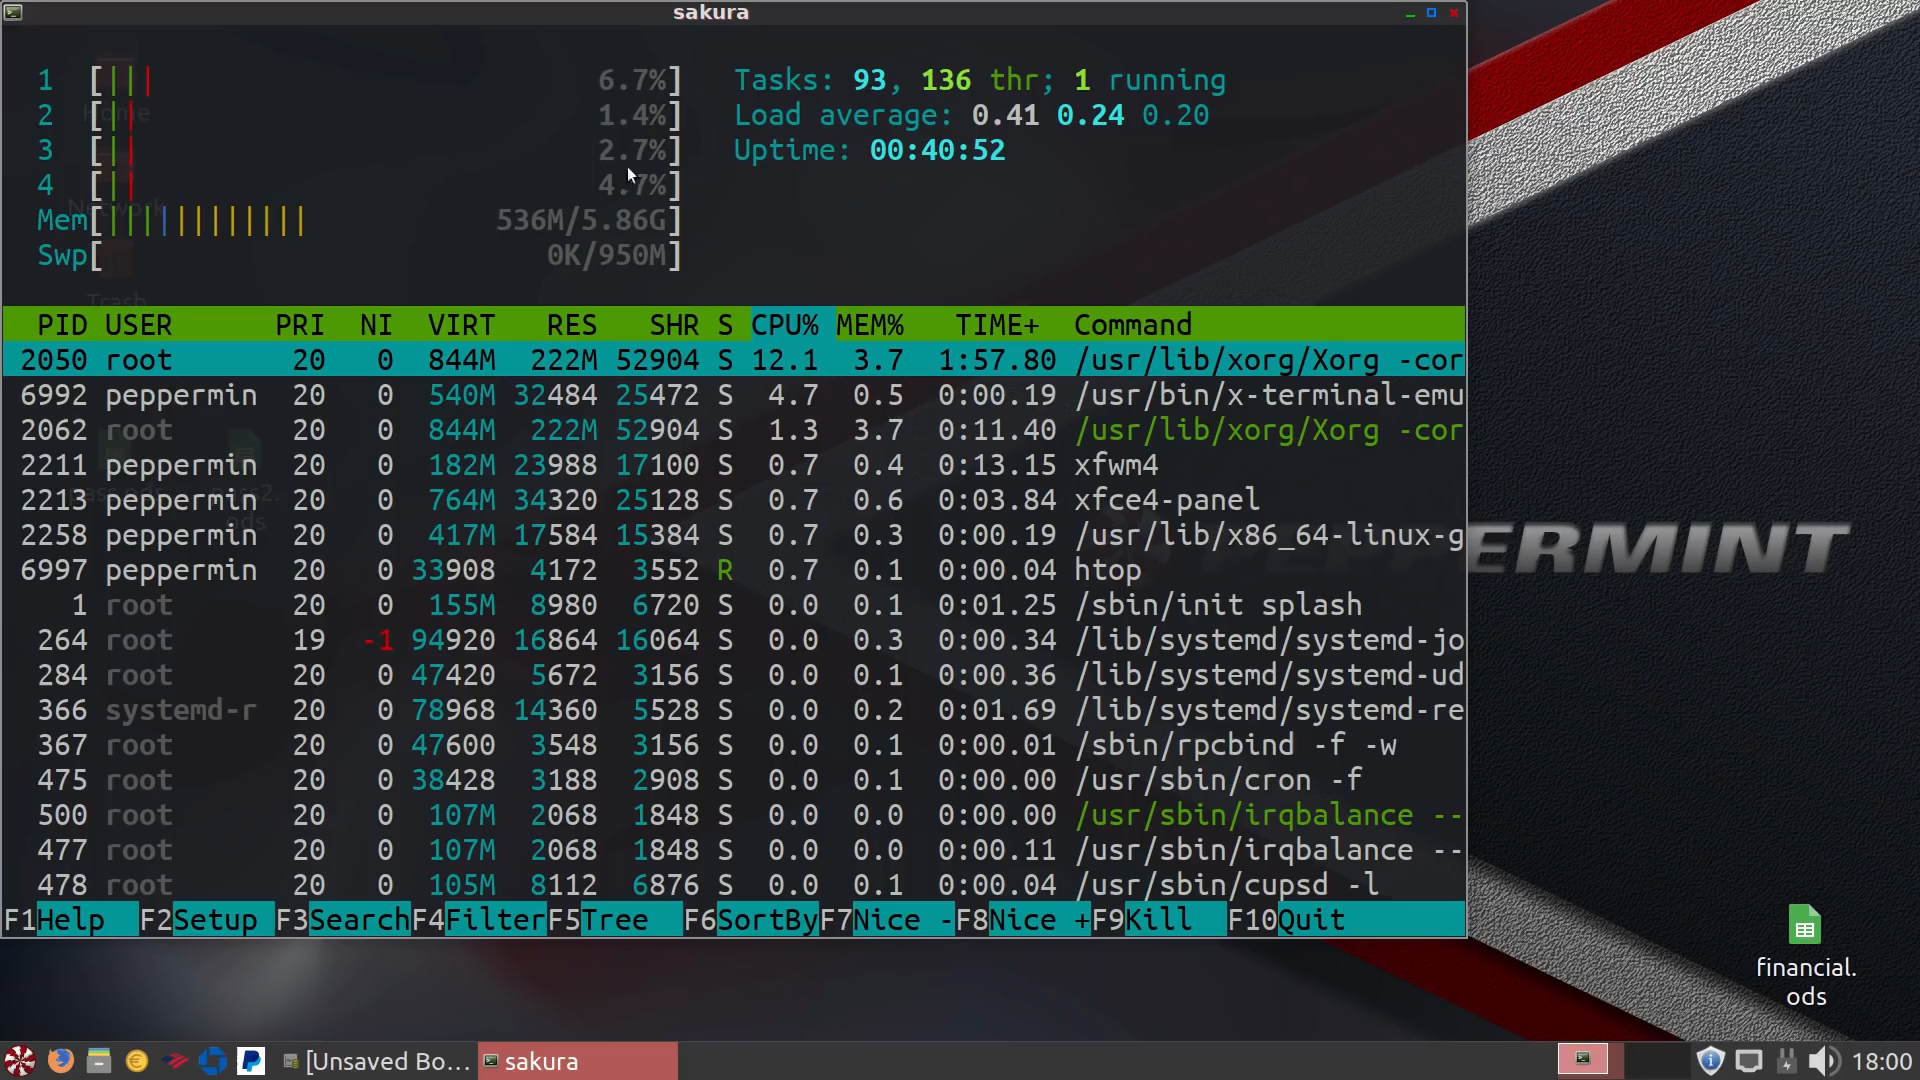 sakura
1 [||| 6.7%] Tasks: 93, 136 thr; 1 running
2 [|| 1.4%] Load average: 0.41 0.24 0.20
3 [|| 2.7%] Uptime: 00:40:52
4 [|| 4.7%]
Mem[|||||||||||| 536M/5.86G]
Swp[ 0K/950M]
Home
Network
Trash
PID USER PRI NI VIRT RES SHR S CPU% MEM% TIME+ Command
2050 root 20 0 844M 222M 52904 S 12.1 3.7 1:57.80 /usr/lib/xorg/Xorg -cor
6992 peppermin 20 0 540M 32484 25472 S 4.7 0.5 0:00.19 /usr/bin/x-terminal-emu
2062 root 20 0 844M 222M 52904 S 1.3 3.7 0:11.40 /usr/lib/xorg/Xorg -cor
2211 peppermin 20 0 182M 23988 17100 S 0.7 0.4 0:13.15 xfwm4
2213 peppermin 20 0 764M 34320 25128 S 0.7 0.6 0:03.84 xfce4-panel
2258 peppermin 20 0 417M 17584 15384 S 0.7 0.3 0:00.19 /usr/lib/x86_64-linux-g
6997 peppermin 20 0 33908 4172 3552 R 0.7 0.1 0:00.04 htop
1 root 20 0 155M 8980 6720 S 0.0 0.1 0:01.25 /sbin/init splash
264 root 19 -1 94920 16864 16064 S 0.0 0.3 0:00.34 /lib/systemd/systemd-jo
284 root 20 0 47420 5672 3156 S 0.0 0.1 0:00.36 /lib/systemd/systemd-ud
366 systemd-r 20 0 78968 14360 5528 S 0.0 0.2 0:01.69 /lib/systemd/systemd-re
367 root 20 0 47600 3548 3156 S 0.0 0.1 0:00.01 /sbin/rpcbind -f -w
475 root 20 0 38428 3188 2908 S 0.0 0.1 0:00.00 /usr/sbin/cron -f
500 root 20 0 107M 2068 1848 S 0.0 0.0 0:00.00 /usr/sbin/irqbalance --
477 root 20 0 107M 2068 1848 S 0.0 0.0 0:00.11 /usr/sbin/irqbalance --
478 root 20 0 105M 8112 6876 S 0.0 0.1 0:00.04 /usr/sbin/cupsd -l
F1Help F2Setup F3SearchF4FilterF5Tree F6SortByF7Nice -F8Nice +F9Kill F10Quit
PEPPERMINT
financial.
ods
[Unsaved Bo... sakura 18:00